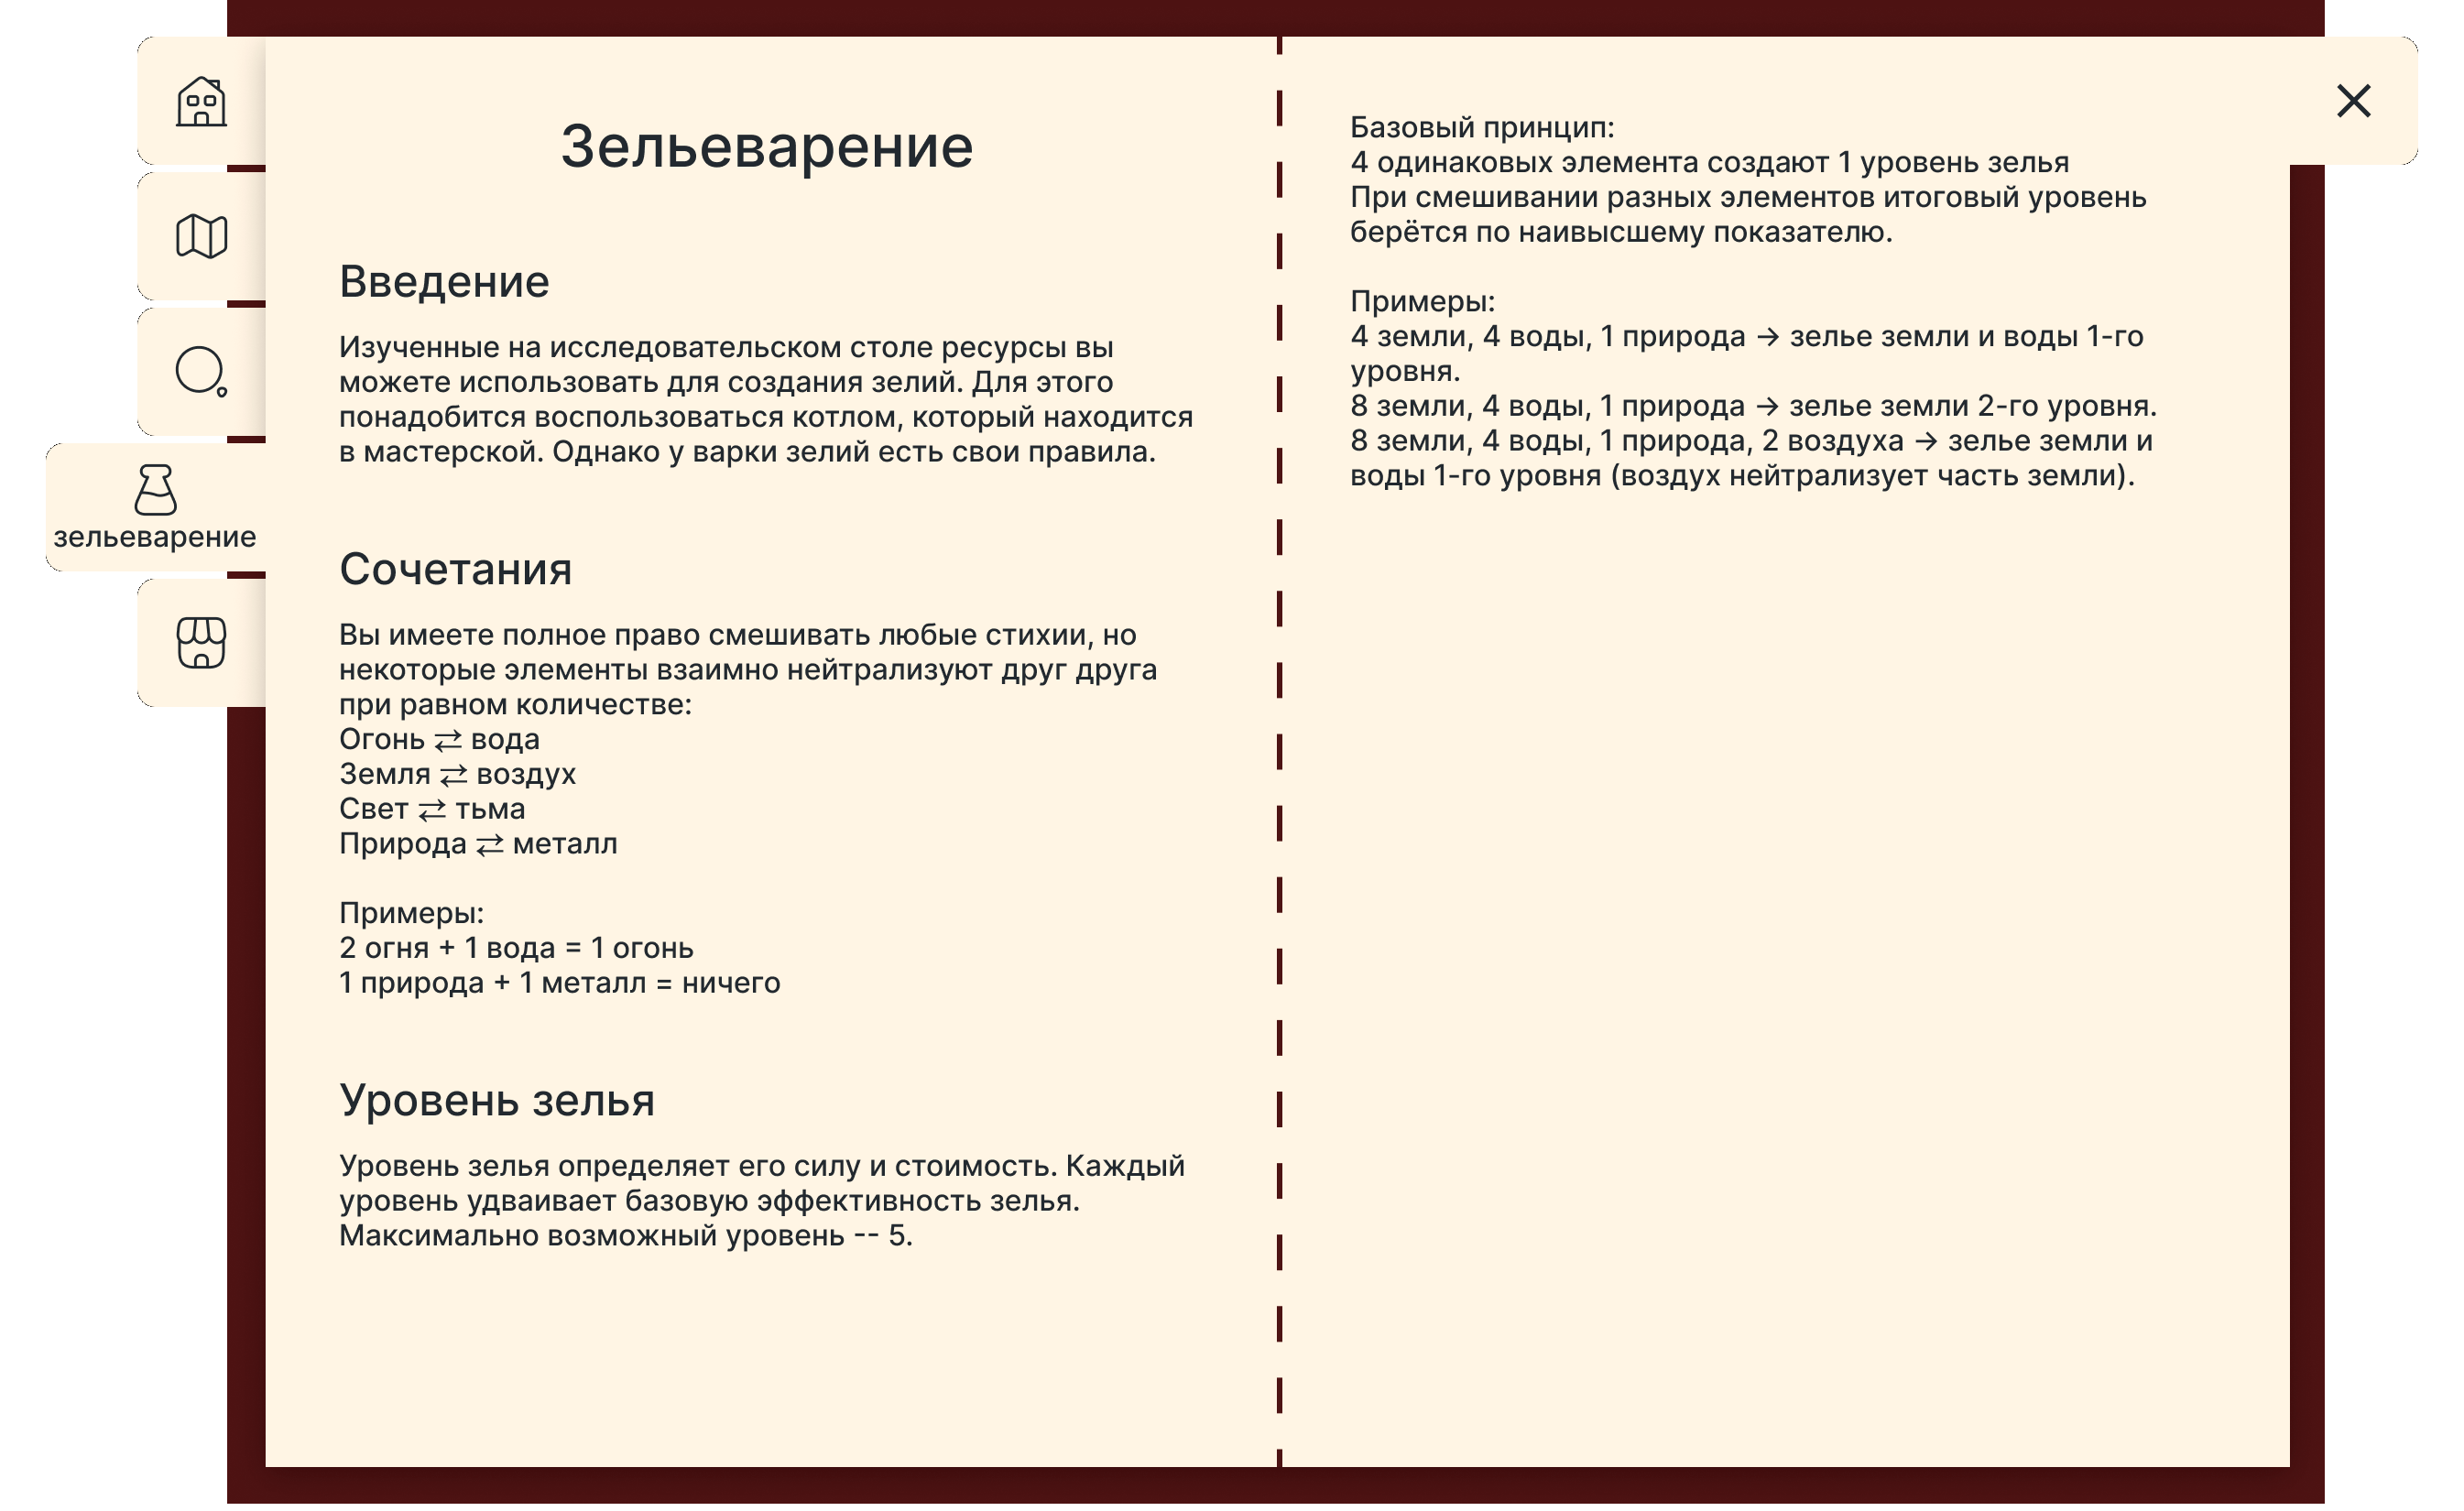 Зельеварение
Введение
Изученные на исследовательском столе ресурсы вы
можете использовать для создания зелий. Для этого
понадобится воспользоваться котлом, который находится
в мастерской. Однако у варки зелий есть свои правила.
Сочетания
Вы имеете полное право смешивать любые стихии, но
некоторые элементы взаимно нейтрализуют друг друга
при равном количестве:
Огонь ⇄ вода
Земля ⇄ воздух
Свет ⇄ тьма
Природа ⇄ металл
Примеры:
2 огня + 1 вода = 1 огонь
1 природа + 1 металл = ничего
Уровень зелья
Уровень зелья определяет его силу и стоимость. Каждый
уровень удваивает базовую эффективность зелья.
Максимально возможный уровень -- 5.
Базовый принцип:
4 одинаковых элемента создают 1 уровень зелья
При смешивании разных элементов итоговый уровень
берётся по наивысшему показателю.
Примеры:
4 земли, 4 воды, 1 природа → зелье земли и воды 1-го
уровня.
8 земли, 4 воды, 1 природа → зелье земли 2-го уровня.
8 земли, 4 воды, 1 природа, 2 воздуха → зелье земли и
воды 1-го уровня (воздух нейтрализует часть земли).
зельеварение